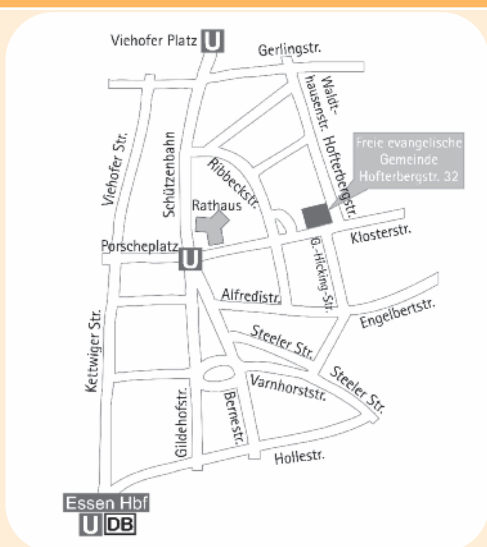 Viehofer Platz U
Gerlingstr.
Waldt-
hausenstr.
Hofterbergstr.
Viehofer Str.
Schützenbahn
Ribbeckstr.
Freie evangelische
Gemeinde
Hofterbergstr. 32
Rathaus
Porscheplatz
U
Klosterstr.
G.-Hicking-Str.
Alfredistr.
Engelbertstr.
Steeler Str.
Kettwiger Str.
Steeler Str.
Varnhorststr.
Gildehofstr.
Bernestr.
Hollestr.
Essen Hbf
U DB